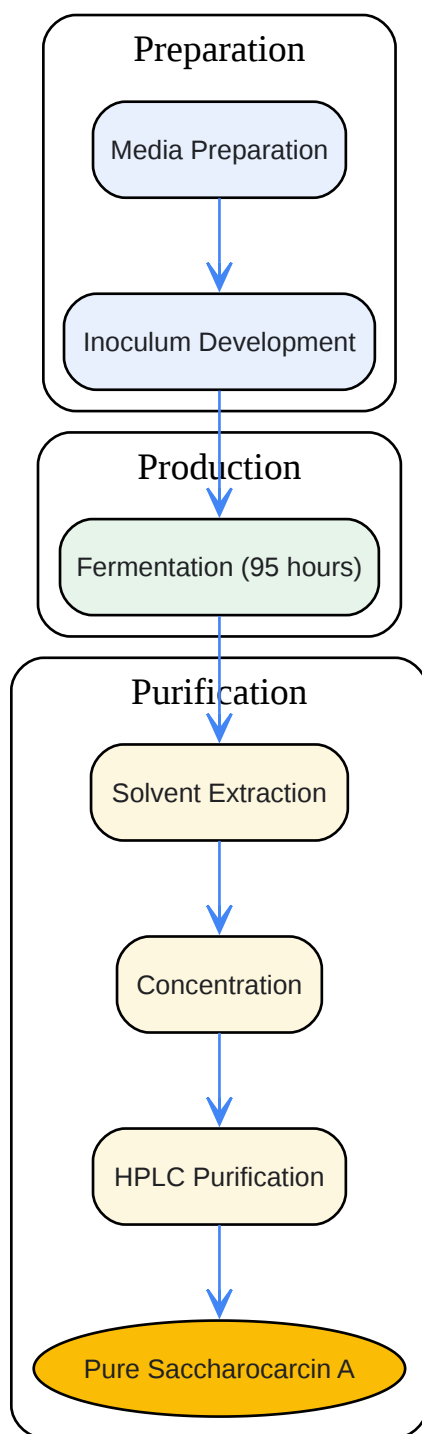 Preparation
Media Preparation
Inoculum Development
Production
Fermentation (95 hours)
Purification
Solvent Extraction
Concentration
HPLC Purification
Pure Saccharocarcin A